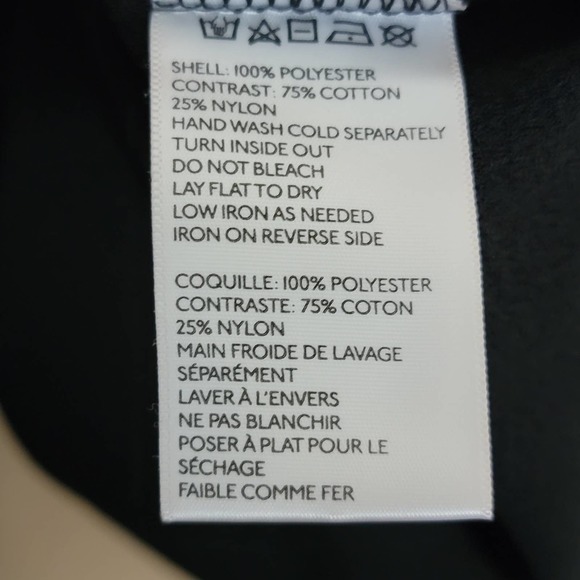 SHELL: 100% POLYESTER
CONTRAST: 75% COTTON
25% NYLON
HAND WASH COLD SEPARATELY
TURN INSIDE OUT
DO NOT BLEACH
LAY FLAT TO DRY
LOW IRON AS NEEDED
IRON ON REVERSE SIDE
COQUILLE: 100% POLYESTER
CONTRASTE: 75% COTON
25% NYLON
MAIN FROIDE DE LAVAGE
SÉPARÉMENT
LAVER À L'ENVERS
NE PAS BLANCHIR
POSER À PLAT POUR LE
SÉCHAGE
FAIBLE COMME FER